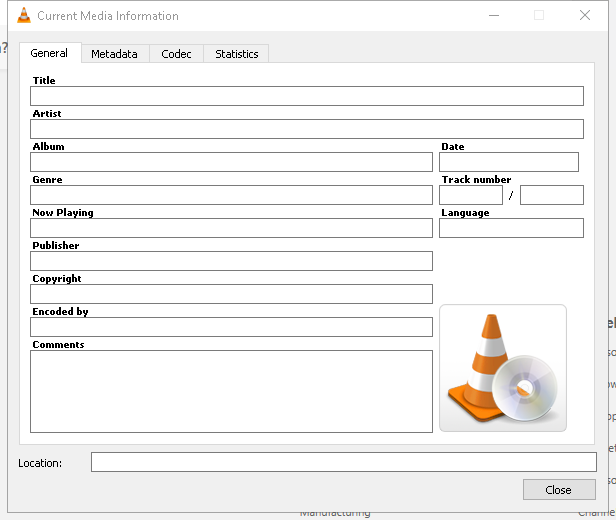 Current Media Information
General Metadata Codec Statistics
Title
Artist
Album Date
Genre Track number
/
Now Playing Language
Publisher
Copyright
Encoded by
Comments
Location:
Close
Manufacturing